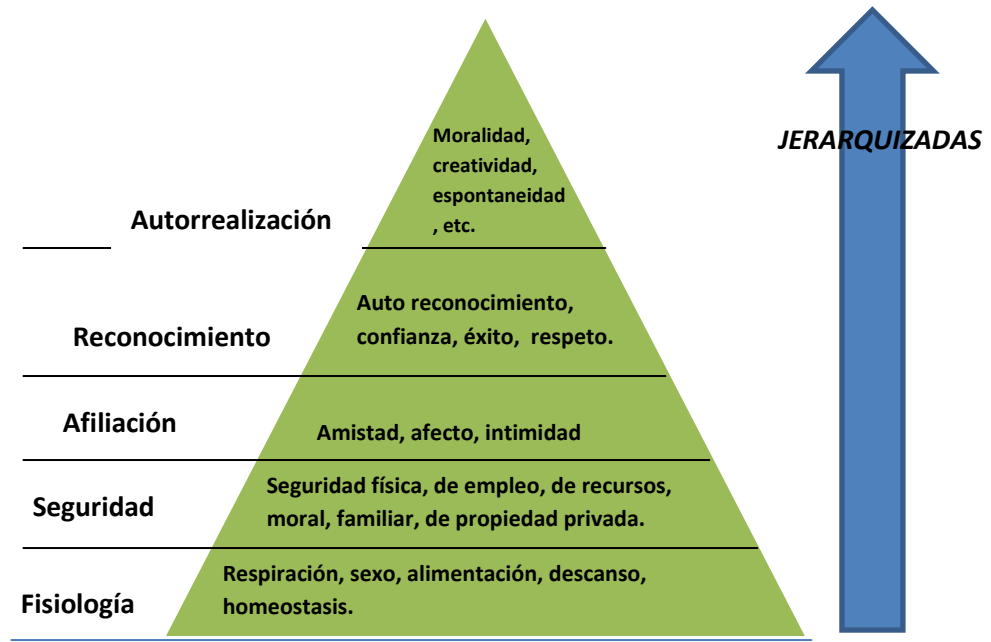 Moralidad,
creatividad,
espontaneidad
, etc.
JERARQUIZADAS
Autorrealización
Auto reconocimiento,
confianza, éxito, respeto.
Reconocimiento
Afiliación
Amistad, afecto, intimidad
Seguridad física, de empleo, de recursos,
moral, familiar, de propiedad privada.
Seguridad
Respiración, sexo, alimentación, descanso,
homeostasis.
Fisiología